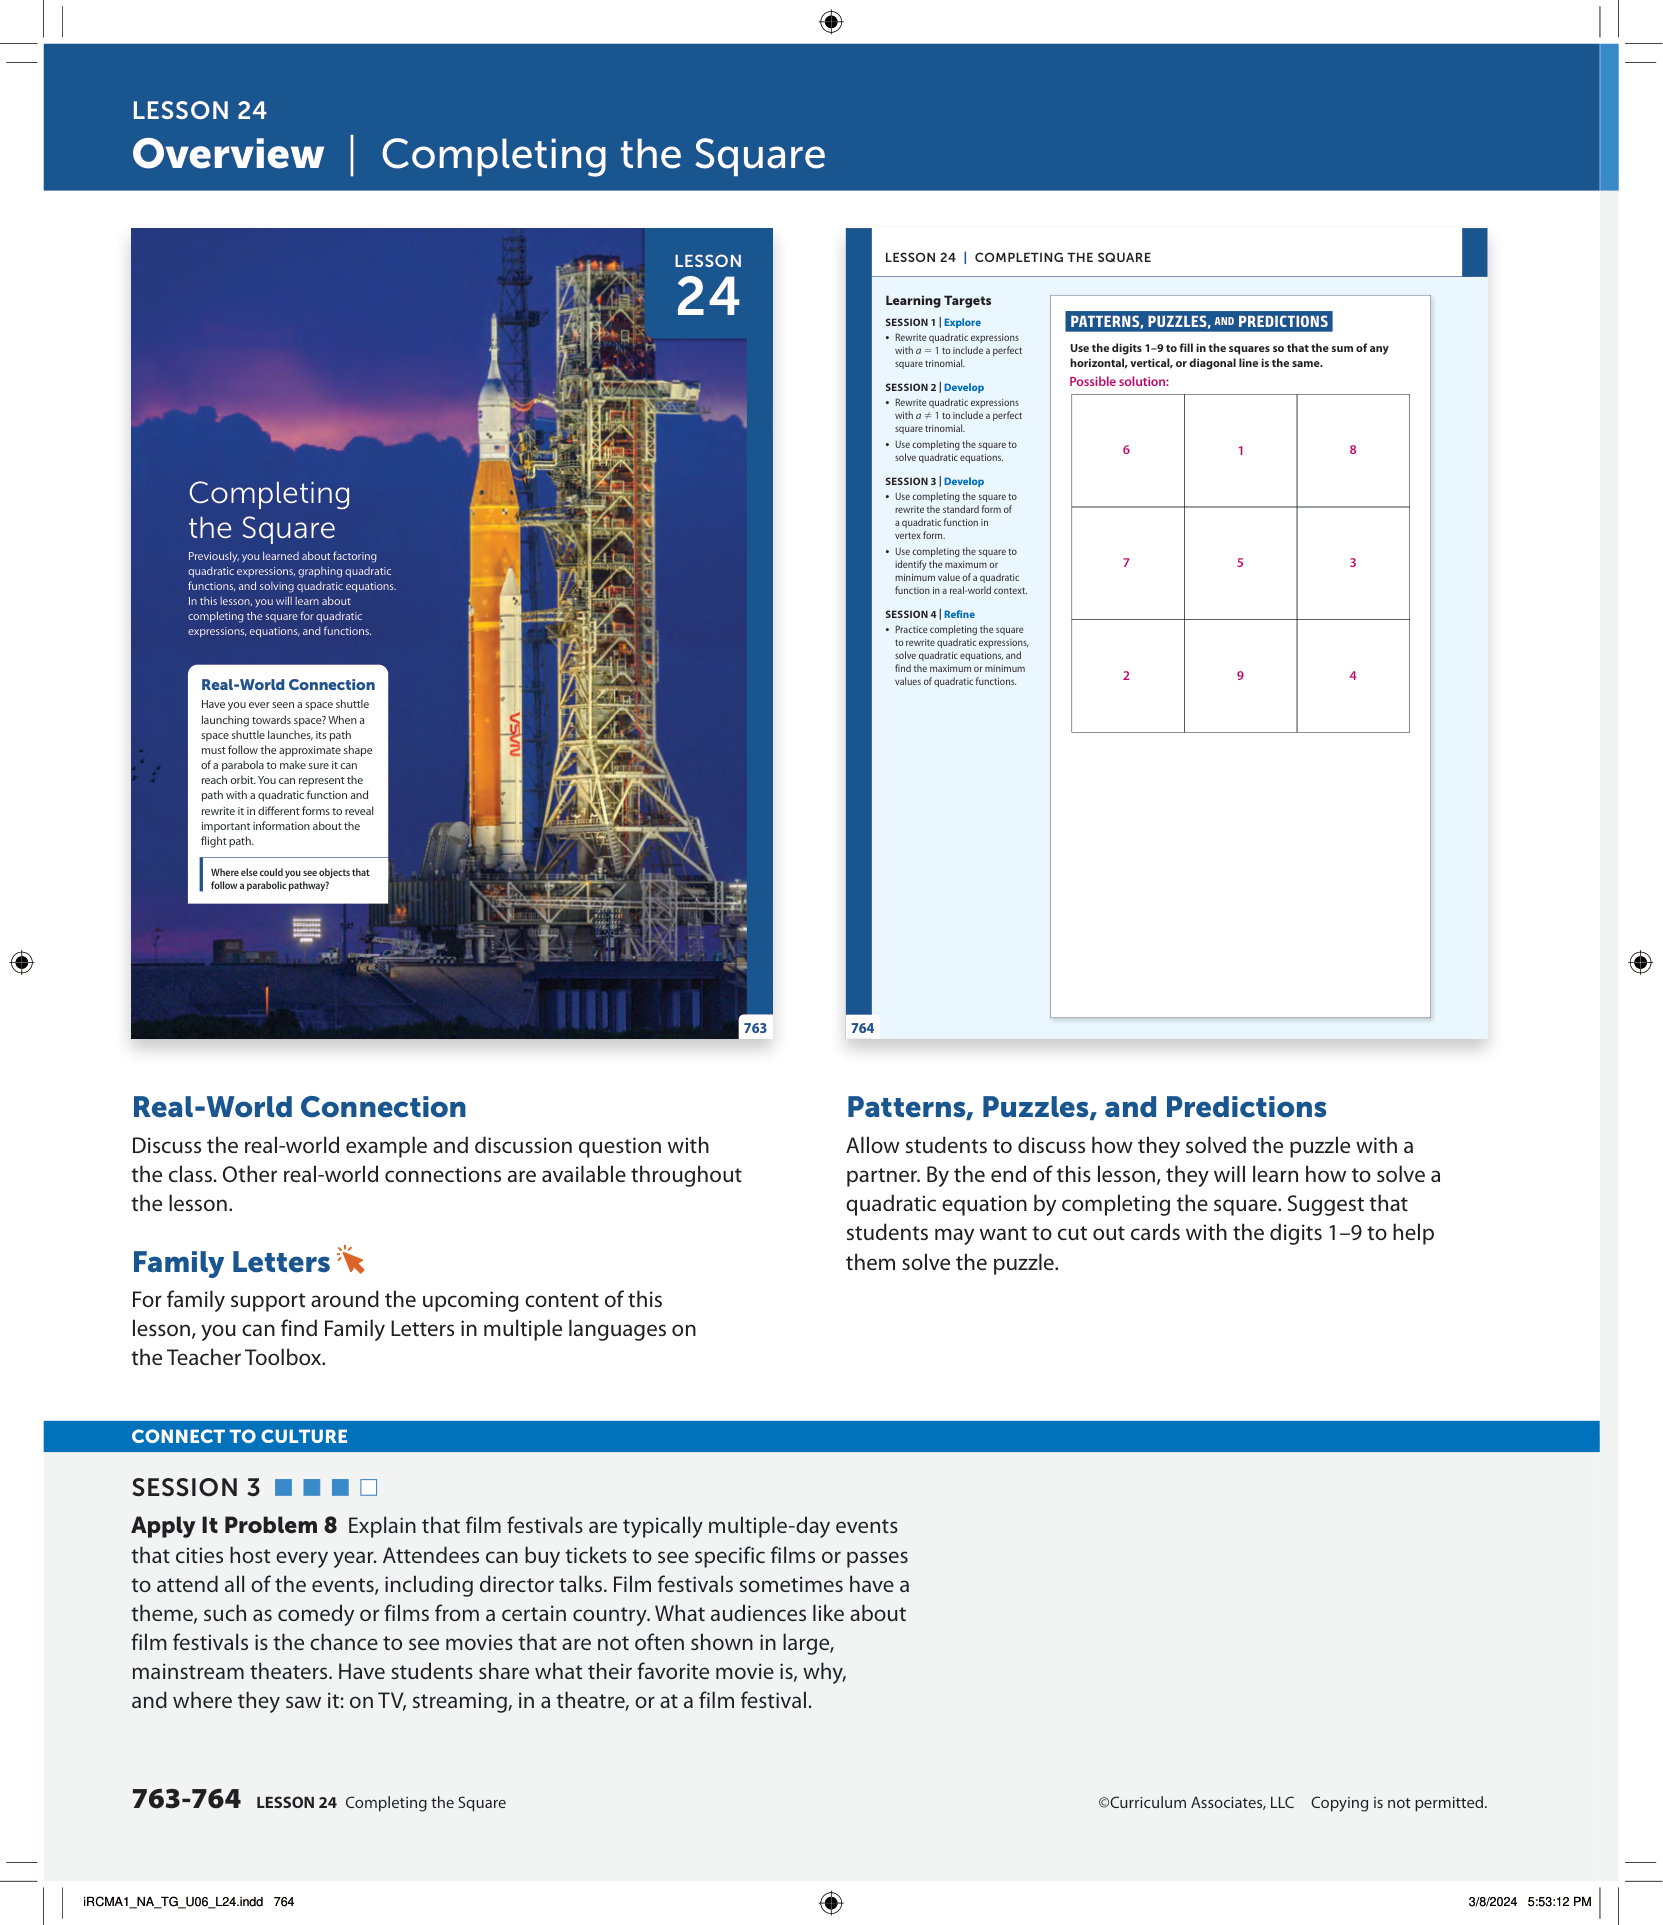 LESSON 24
Overview | Completing the Square
LESSON
24
Completing
the Square
Previously, you learned about factoring
quadratic expressions, graphing quadratic
functions, and solving quadratic equations.
In this lesson, you will learn about
completing the square for quadratic
expressions, equations, and functions.
Real-World Connection
Have you ever seen a space shuttle
launching towards space? When a
space shuttle launches, its path
must follow the approximate shape
of a parabola to make sure it can
reach orbit. You can represent the
path with a quadratic function and
rewrite it in different forms to reveal
important information about the
flight path.
Where else could you see objects that
follow a parabolic pathway?
NASA
763
LESSON 24 | COMPLETING THE SQUARE
Learning Targets
SESSION 1 | Explore
• Rewrite quadratic expressions
with a = 1 to include a perfect
square trinomial.
SESSION 2 | Develop
• Rewrite quadratic expressions
with a ≠ 1 to include a perfect
square trinomial.
• Use completing the square to
solve quadratic equations.
SESSION 3 | Develop
• Use completing the square to
rewrite the standard form of
a quadratic function in
vertex form.
• Use completing the square to
identify the maximum or
minimum value of a quadratic
function in a real-world context.
SESSION 4 | Refine
• Practice completing the square
to rewrite quadratic expressions,
solve quadratic equations, and
find the maximum or minimum
values of quadratic functions.
PATTERNS, PUZZLES, AND PREDICTIONS
Use the digits 1–9 to fill in the squares so that the sum of any
horizontal, vertical, or diagonal line is the same.
Possible solution:
6 1 8
7 5 3
2 9 4
764
Real-World Connection
Discuss the real-world example and discussion question with
the class. Other real-world connections are available throughout
the lesson.
Family Letters
For family support around the upcoming content of this
lesson, you can find Family Letters in multiple languages on
the Teacher Toolbox.
Patterns, Puzzles, and Predictions
Allow students to discuss how they solved the puzzle with a
partner. By the end of this lesson, they will learn how to solve a
quadratic equation by completing the square. Suggest that
students may want to cut out cards with the digits 1–9 to help
them solve the puzzle.
CONNECT TO CULTURE
SESSION 3
Apply It Problem 8 Explain that film festivals are typically multiple-day events
that cities host every year. Attendees can buy tickets to see specific films or passes
to attend all of the events, including director talks. Film festivals sometimes have a
theme, such as comedy or films from a certain country. What audiences like about
film festivals is the chance to see movies that are not often shown in large,
mainstream theaters. Have students share what their favorite movie is, why,
and where they saw it: on TV, streaming, in a theatre, or at a film festival.
763-764 LESSON 24 Completing the Square
©Curriculum Associates, LLC Copying is not permitted.
iRCMA1_NA_TG_U06_L24.indd 764
3/8/2024 5:53:12 PM